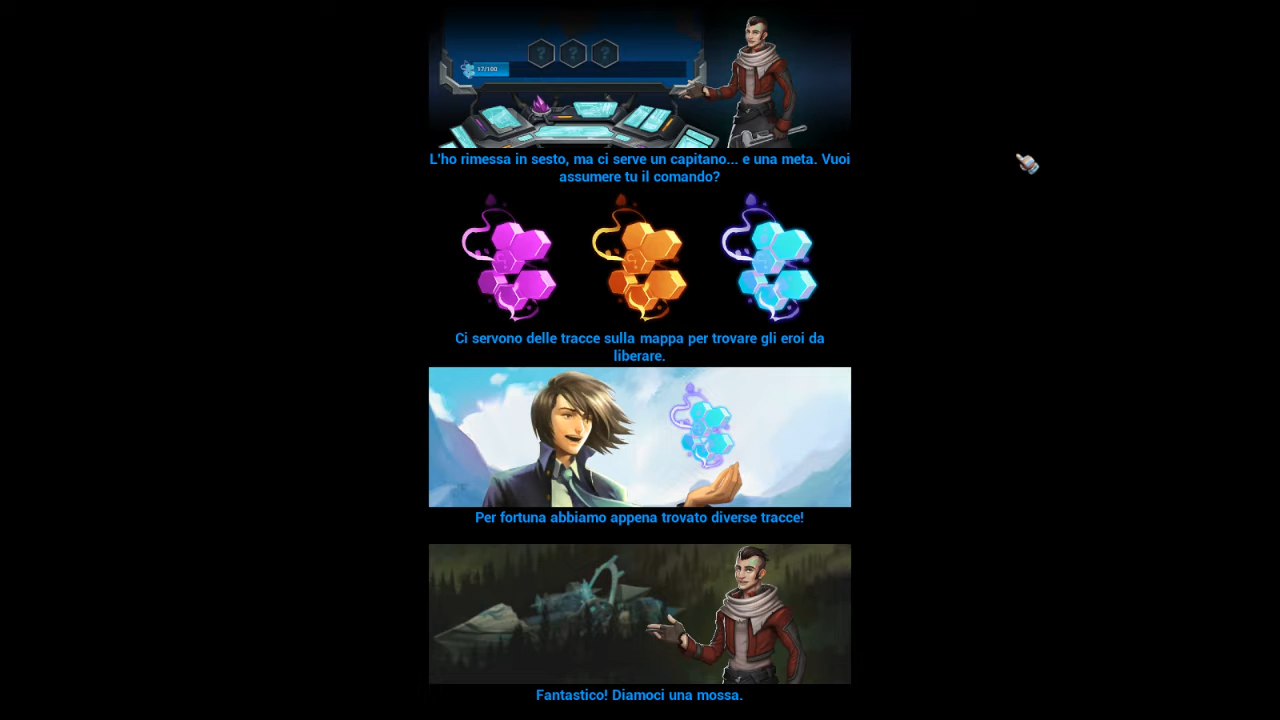 ? ? ?
37/100
L'ho rimessa in sesto, ma ci serve un capitano... e una meta. Vuoi
assumere tu il comando?
Ci servono delle tracce sulla mappa per trovare gli eroi da
liberare.
Per fortuna abbiamo appena trovato diverse tracce!
Fantastico! Diamoci una mossa.